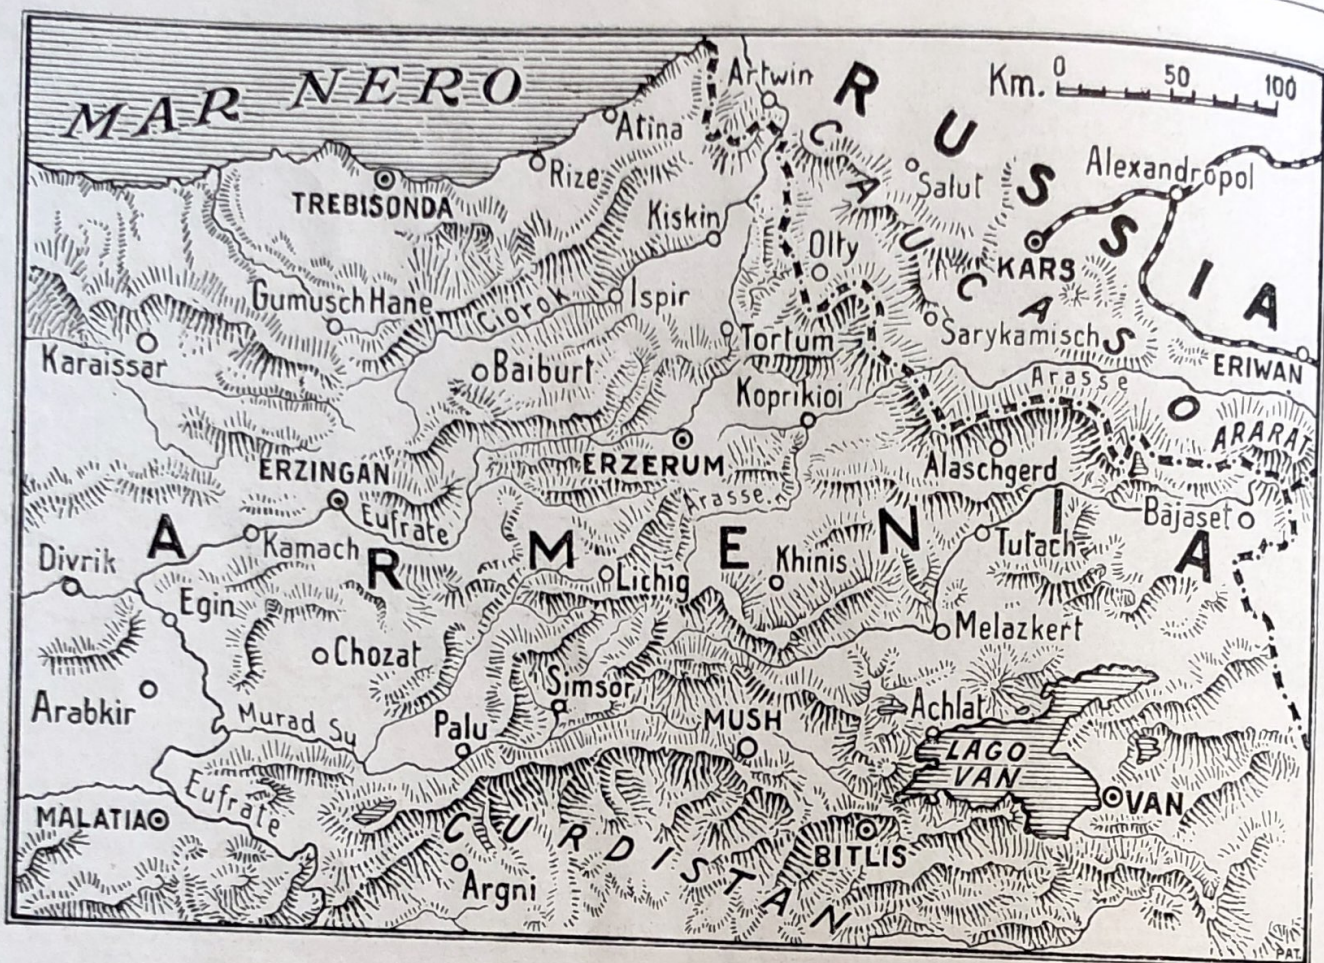 MAR NERO
RUSSIA
Km. 0 50 100
Artwin
Atina
Rize
TREBISONDA
Kiskin
Salut
Alexandropol
KARS
CAUCASO
Olty
Gumusch Hane
Ciorok
Ispir
Tortum
Sarykamisch
ERIWAN
Karaissar
Baiburt
Koprikioi
Arasse
ARARAT
ERZINGAN
ERZERUM
Alaschgerd
Arasse
Bajaset
Eufrate
ARMENIA
Kamach
Divrik
Egin
Lichig
Khinis
Tutach
Chozat
Melazkert
Arabkir
Simsor
Murad Su
Palu
MUSH
Achlat
LAGO
VAN
VAN
Eufrate
MALATIA
CURDISTAN
BITLIS
Argni
PAT.